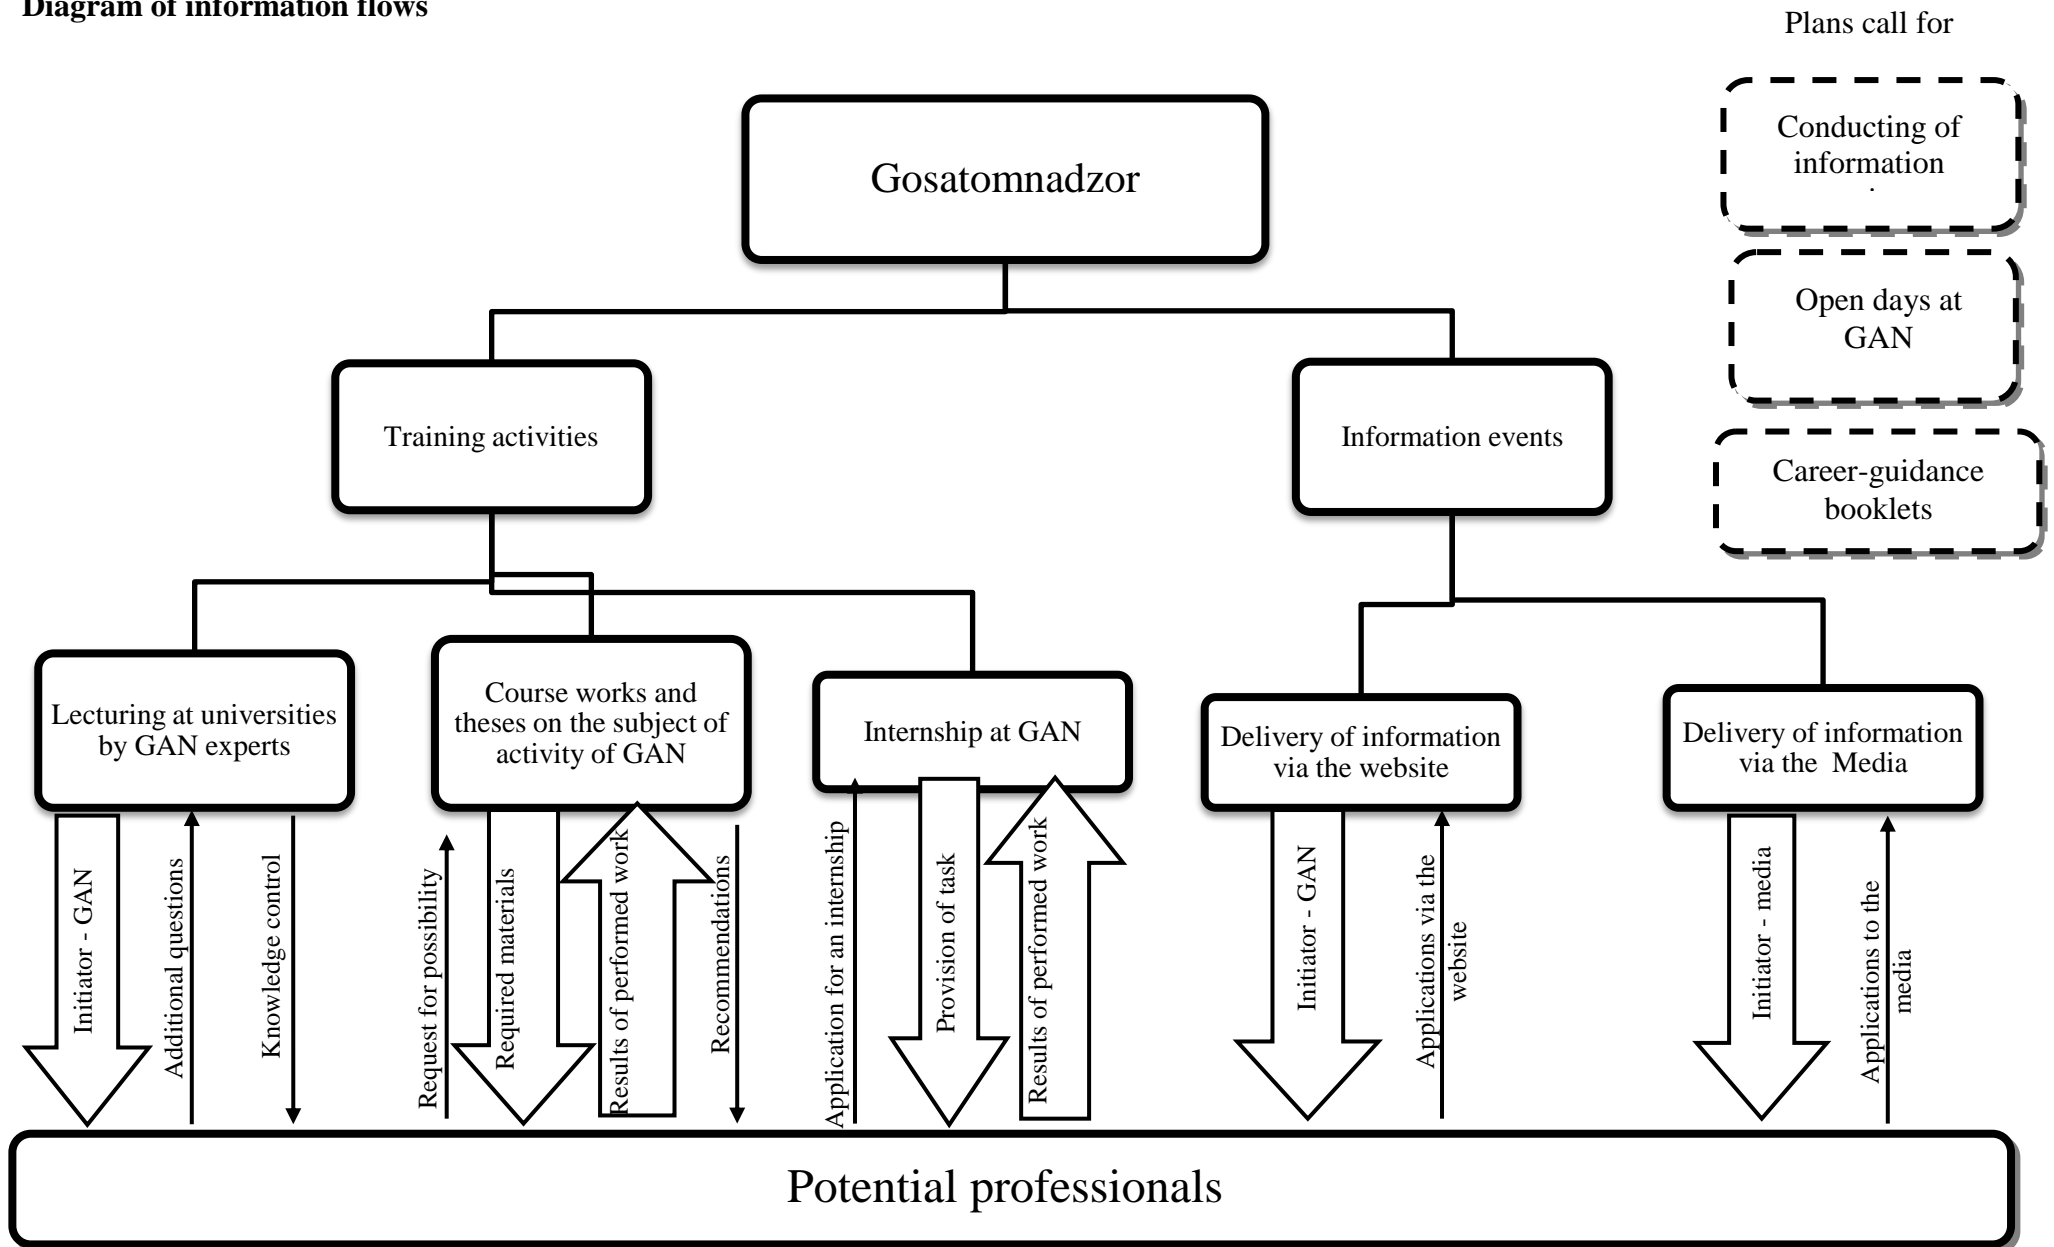 Diagram of information flows
Plans call for
Conducting of
information
Open days at
GAN
Career-guidance
booklets
Gosatomnadzor
Training activities
Information events
Lecturing at universities
by GAN experts
Course works and
theses on the subject of
activity of GAN
Internship at GAN
Delivery of information
via the website
Delivery of information
via the Media
Initiator - GAN
Additional questions
Knowledge control
Request for possibility
Required materials
Results of performed work
Recommendations
Application for an internship
Provision of task
Results of performed work
Initiator - GAN
Applications via the
website
Initiator - media
Applications to the
media
Potential professionals